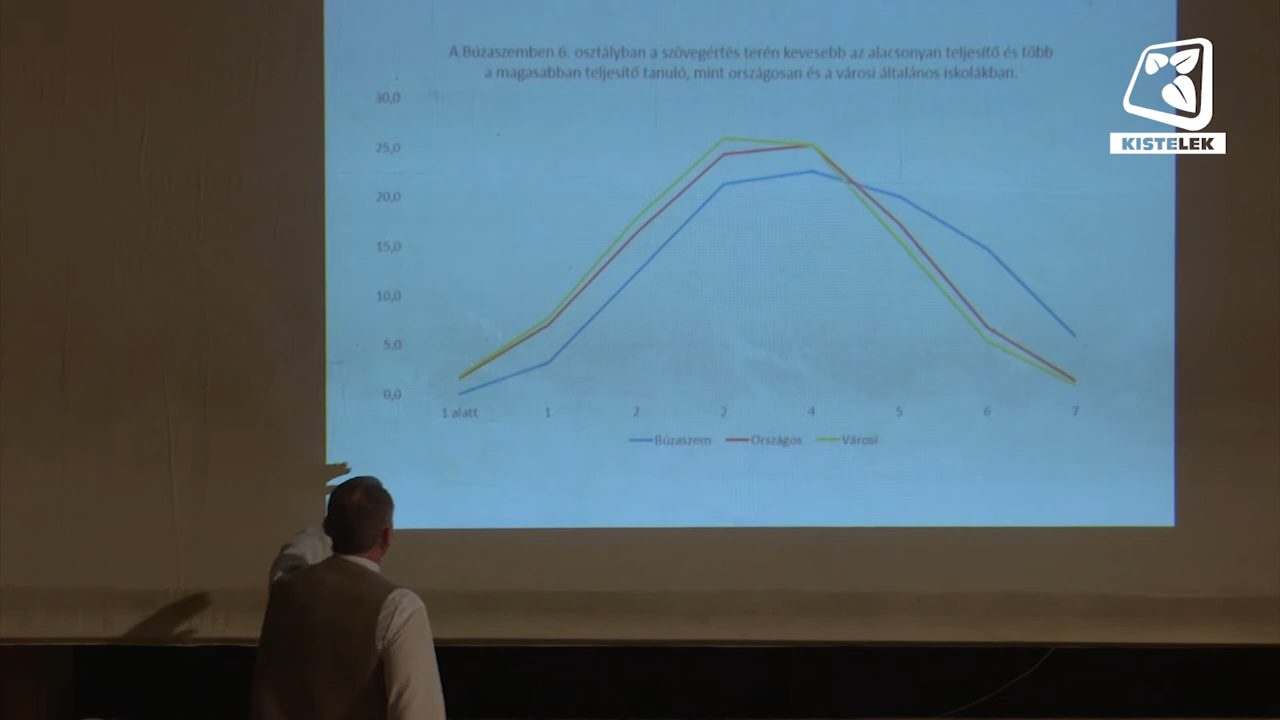 A Búzaszemben 6. osztályban a szövegértés terén kevesebb az alacsonyan teljesítő és több
a magasabban teljesítő tanuló, mint országosan és a városi általános iskolákban.
30,0
25,0
20,0
15,0
10,0
5,0
0,0
1 alatt 1 2 2 4 5 6 7
Búzaszem Országos Városi
KISTELEK